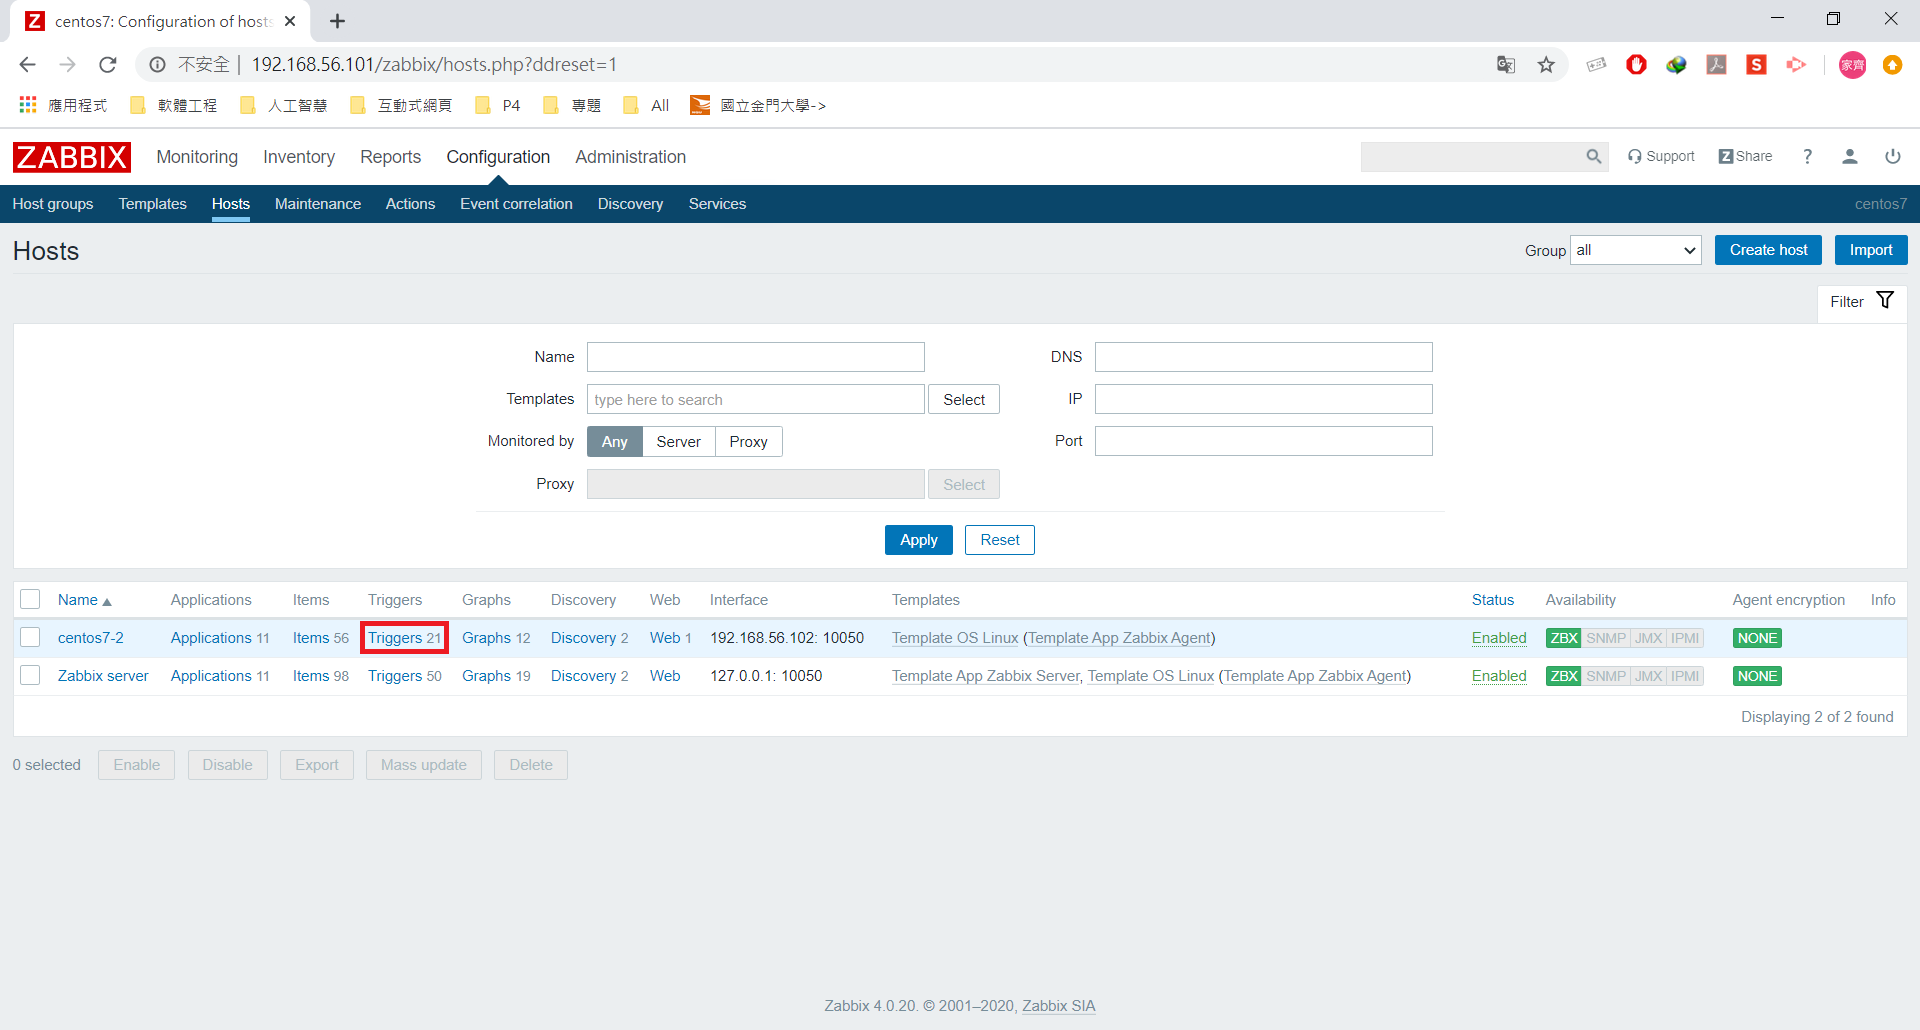 centos7: Configuration of hosts
不安全 | 192.168.56.101/zabbix/hosts.php?ddreset=1
家齊
應用程式 軟體工程 人工智慧 互動式網頁 P4 專題 All 國立金門大學->
ZABBIX Monitoring Inventory Reports Configuration Administration Support Z Share ?
Host groups Templates Hosts Maintenance Actions Event correlation Discovery Services centos7
Hosts Group all Create host Import
Filter
Name DNS
Templates type here to search Select IP
Monitored by Any Server Proxy Port
Proxy Select
Apply Reset
Name Applications Items Triggers Graphs Discovery Web Interface Templates Status Availability Agent encryption Info
centos7-2 Applications 11 Items 56 Triggers 21 Graphs 12 Discovery 2 Web 1 192.168.56.102: 10050 Template OS Linux (Template App Zabbix Agent) Enabled ZBX SNMP JMX IPMI NONE
Zabbix server Applications 11 Items 98 Triggers 50 Graphs 19 Discovery 2 Web 127.0.0.1: 10050 Template App Zabbix Server, Template OS Linux (Template App Zabbix Agent) Enabled ZBX SNMP JMX IPMI NONE
Displaying 2 of 2 found
0 selected Enable Disable Export Mass update Delete
Zabbix 4.0.20. © 2001–2020, Zabbix SIA